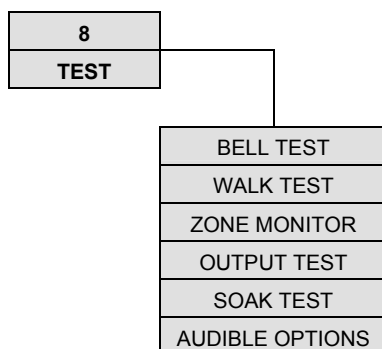 8
TEST
BELL TEST
WALK TEST
ZONE MONITOR
OUTPUT TEST
SOAK TEST
AUDIBLE OPTIONS